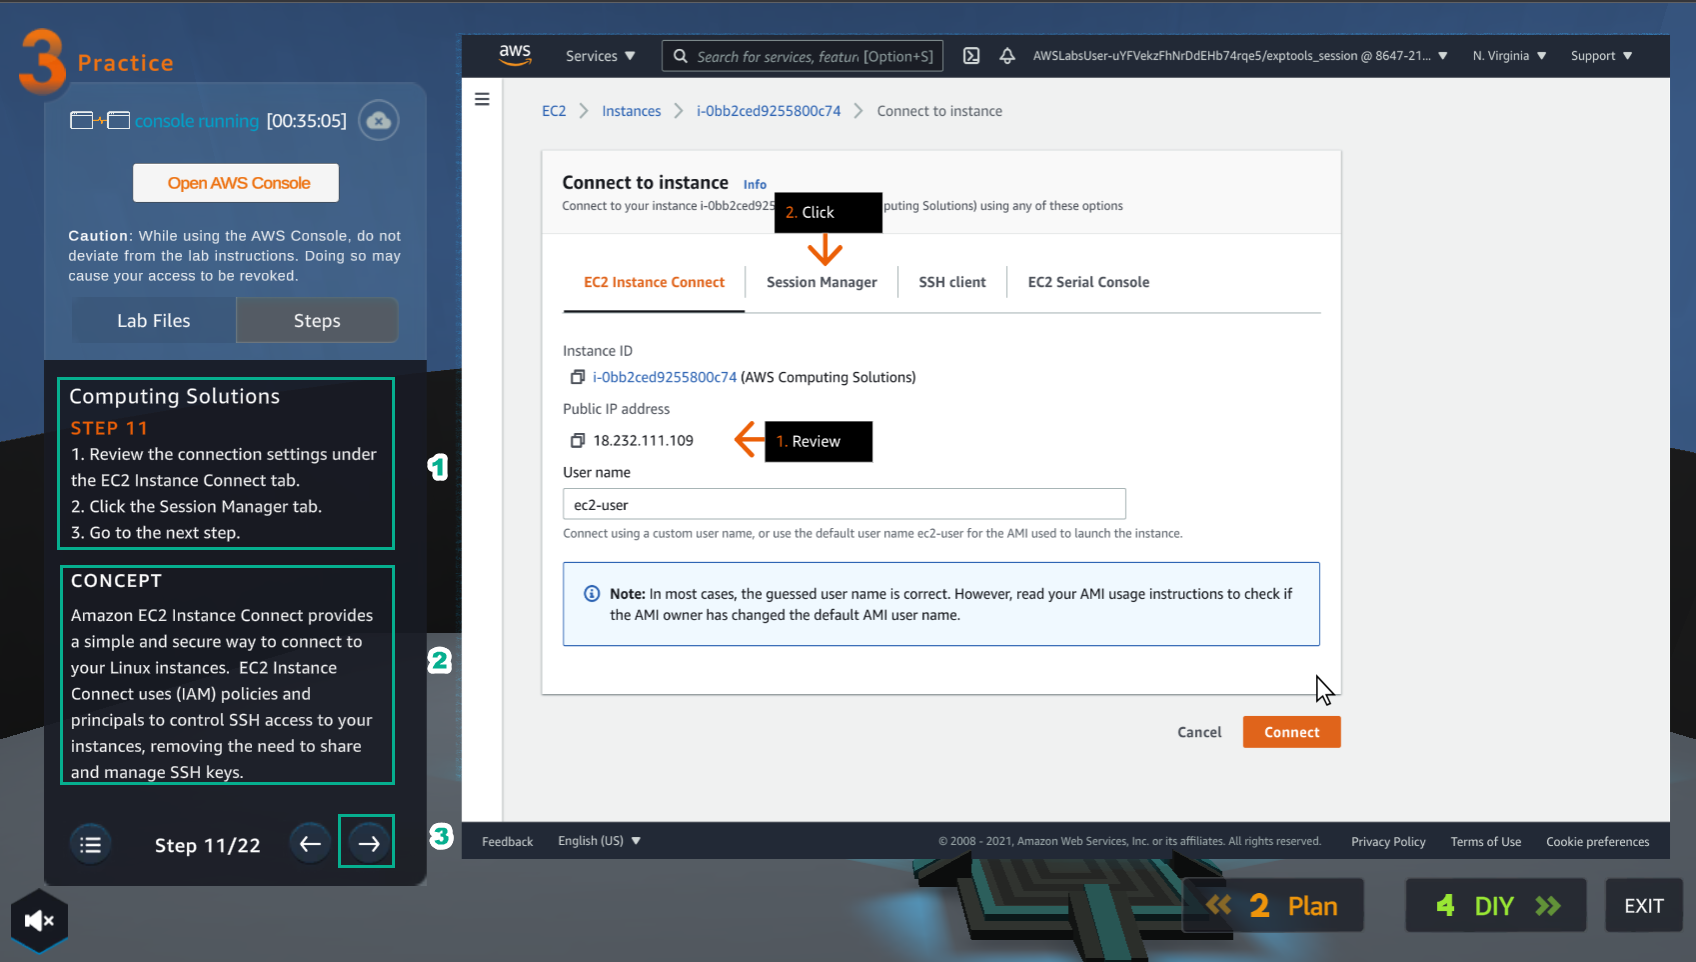 3 Practice
console running [00:35:05]
Open AWS Console
Caution: While using the AWS Console, do not
deviate from the lab instructions. Doing so may
cause your access to be revoked.
Lab Files
Steps
Computing Solutions
STEP 11
1. Review the connection settings under
the EC2 Instance Connect tab.
2. Click the Session Manager tab.
3. Go to the next step.
1
CONCEPT
Amazon EC2 Instance Connect provides
a simple and secure way to connect to
your Linux instances. EC2 Instance
Connect uses (IAM) policies and
principals to control SSH access to your
instances, removing the need to share
and manage SSH keys.
2
Step 11/22
3
aws
Services
Search for services, featur [Option+S]
AWSLabsUser-uYFVekzFhNrDdEHb74rqe5/exptools_session @ 8647-21...
N. Virginia
Support
EC2
Instances
i-0bb2ced9255800c74
Connect to instance
Connect to instance Info
Connect to your instance i-0bb2ced925
puting Solutions) using any of these options
2. Click
EC2 Instance Connect
Session Manager
SSH client
EC2 Serial Console
Instance ID
i-0bb2ced9255800c74 (AWS Computing Solutions)
Public IP address
18.232.111.109
1. Review
User name
ec2-user
Connect using a custom user name, or use the default user name ec2-user for the AMI used to launch the instance.
Note: In most cases, the guessed user name is correct. However, read your AMI usage instructions to check if
the AMI owner has changed the default AMI user name.
Cancel
Connect
Feedback
English (US)
© 2008 - 2021, Amazon Web Services, Inc. or its affiliates. All rights reserved.
Privacy Policy
Terms of Use
Cookie preferences
2 Plan
4 DIY
EXIT